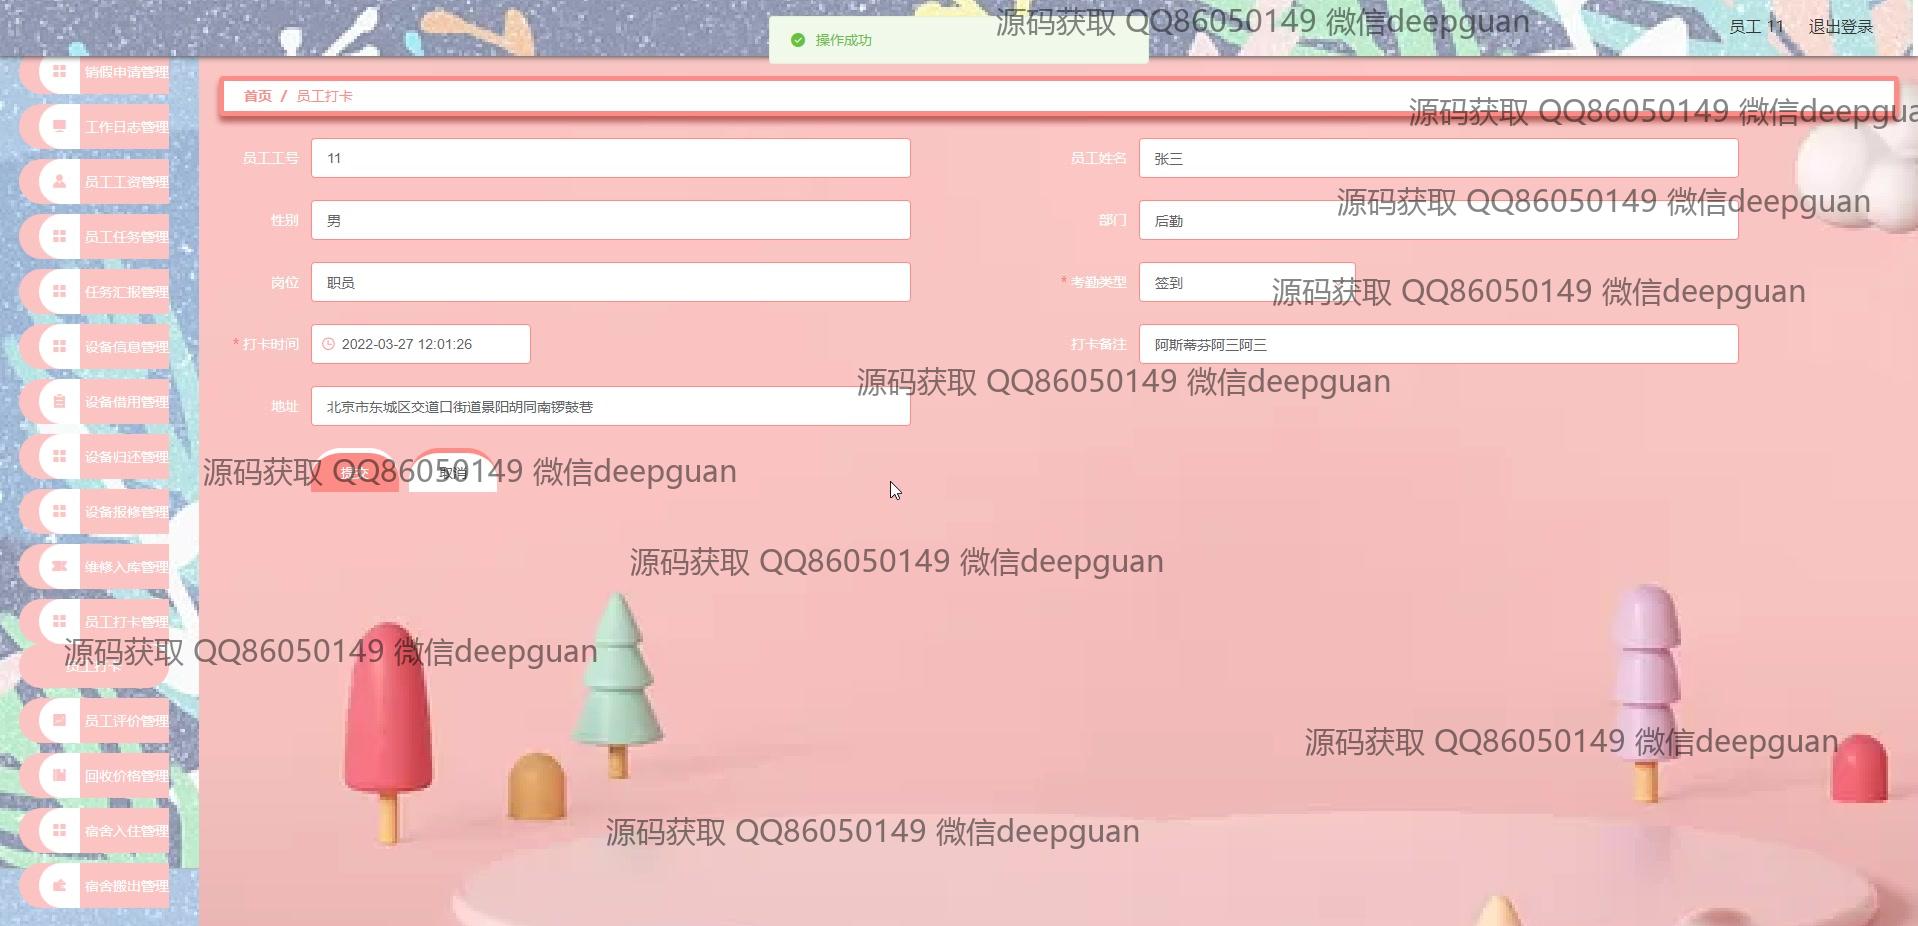 操作成功
源码获取 QQ86050149 微信deepguan
员工 11
退出登录
销假申请管理
工作日志管理
员工工资管理
员工任务管理
任务汇报管理
设备信息管理
设备借用管理
设备归还管理
设备报修管理
维修入库管理
员工打卡管理
员工打卡
员工评价管理
回收价格管理
宿舍入住管理
宿舍搬出管理
首页 / 员工打卡
源码获取 QQ86050149 微信deepgua
员工工号 11
员工姓名 张三
源码获取 QQ86050149 微信deepguan
性别 男
部门 后勤
岗位 职员
* 考勤类型 签到
源码获取 QQ86050149 微信deepguan
* 打卡时间 2022-03-27 12:01:26
打卡备注 阿斯蒂芬阿三阿三
源码获取 QQ86050149 微信deepguan
地址 北京市东城区交道口街道景阳胡同南锣鼓巷
提交
取消
源码获取 QQ86050149 微信deepguan
源码获取 QQ86050149 微信deepguan
源码获取 QQ86050149 微信deepguan
源码获取 QQ86050149 微信deepguan
源码获取 QQ86050149 微信deepguan